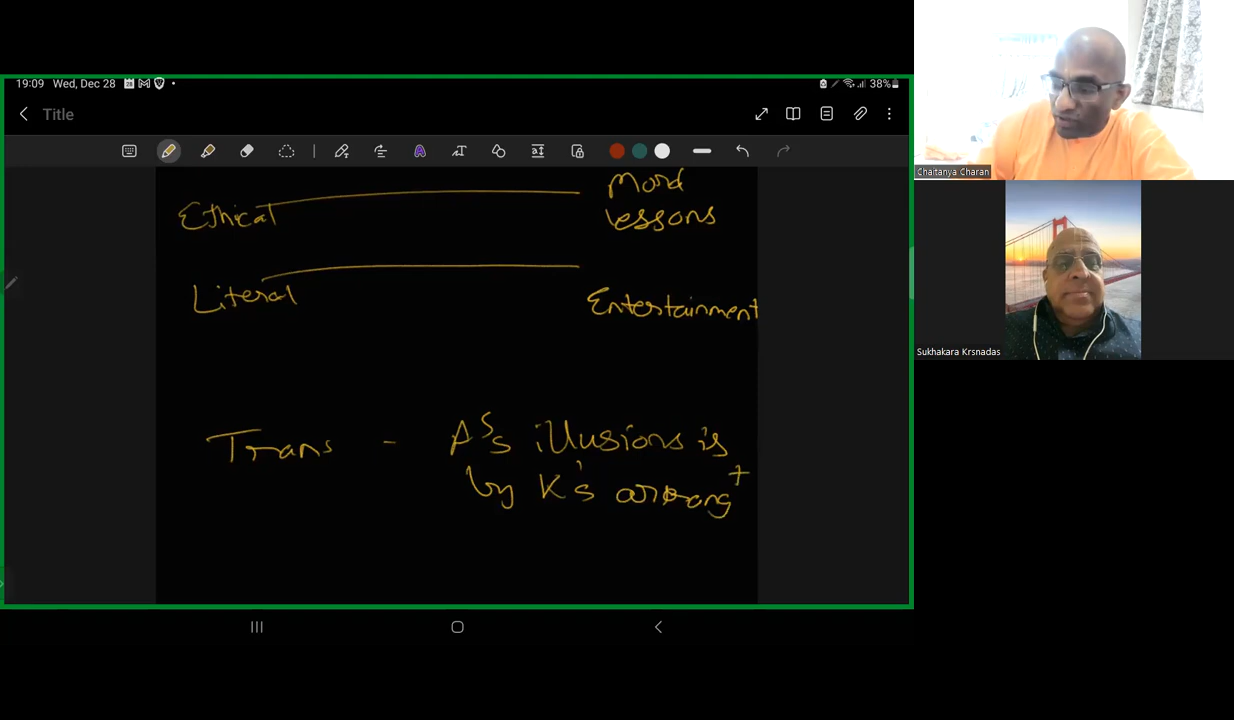 19:09 Wed, Dec 28
38%
Title
Chaitanya Charan
Ethical
Moral
lessons
Literal
Entertainment
Sukhakara Krsnadas
Trans - A's illusions is
by K's arrang+